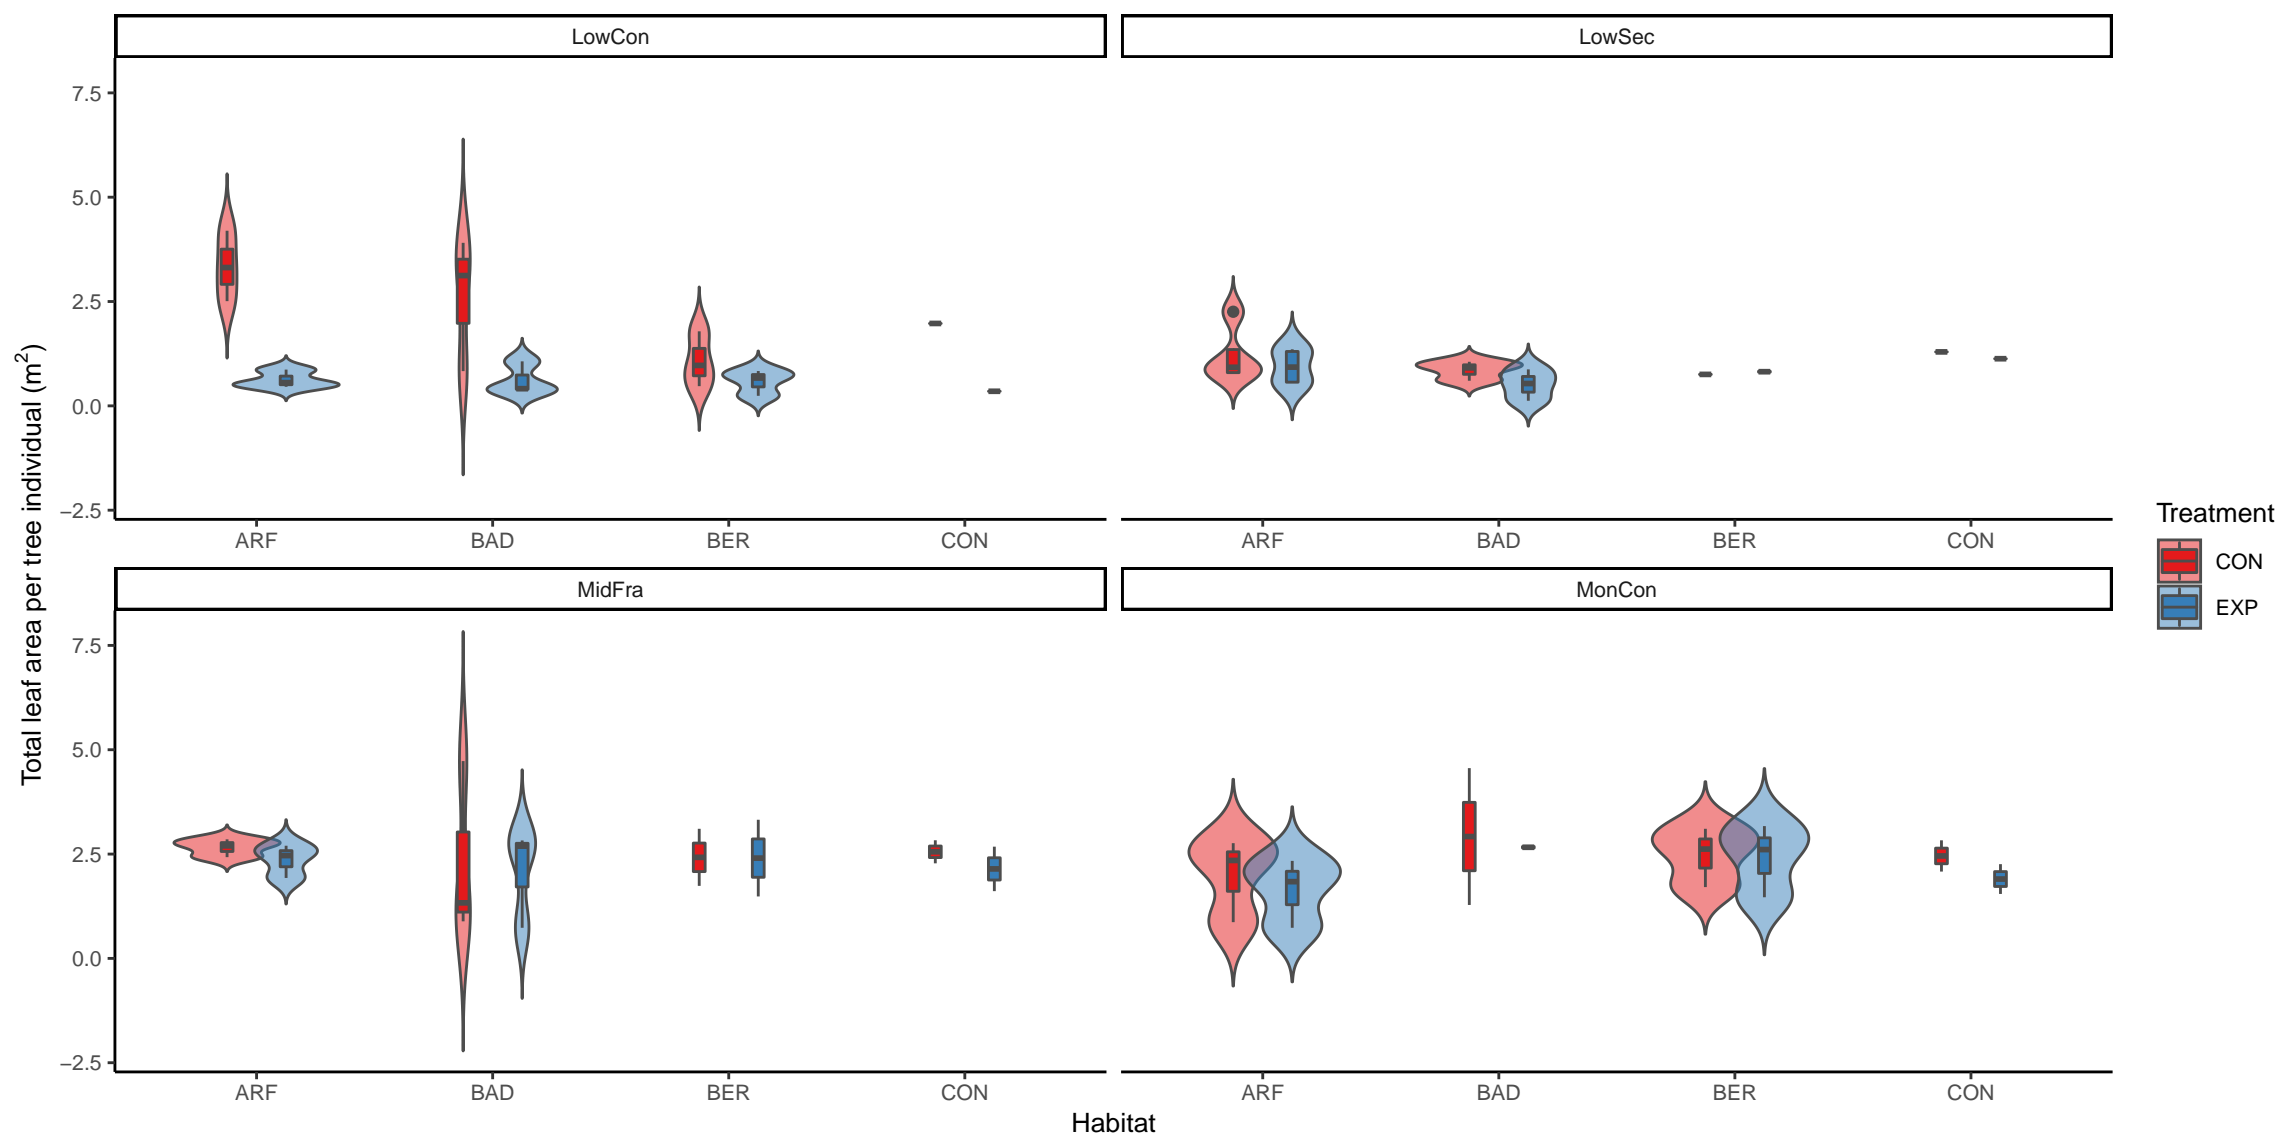 LowCon
LowSec
7.5
5.0
2.5
0.0
−2.5
ARF BAD BER CON
ARF BAD BER CON
MidFra
MonCon
7.5
5.0
2.5
0.0
−2.5
ARF BAD BER CON
ARF BAD BER CON
Habitat
Total leaf area per tree individual (m²)
Treatment
CON
EXP